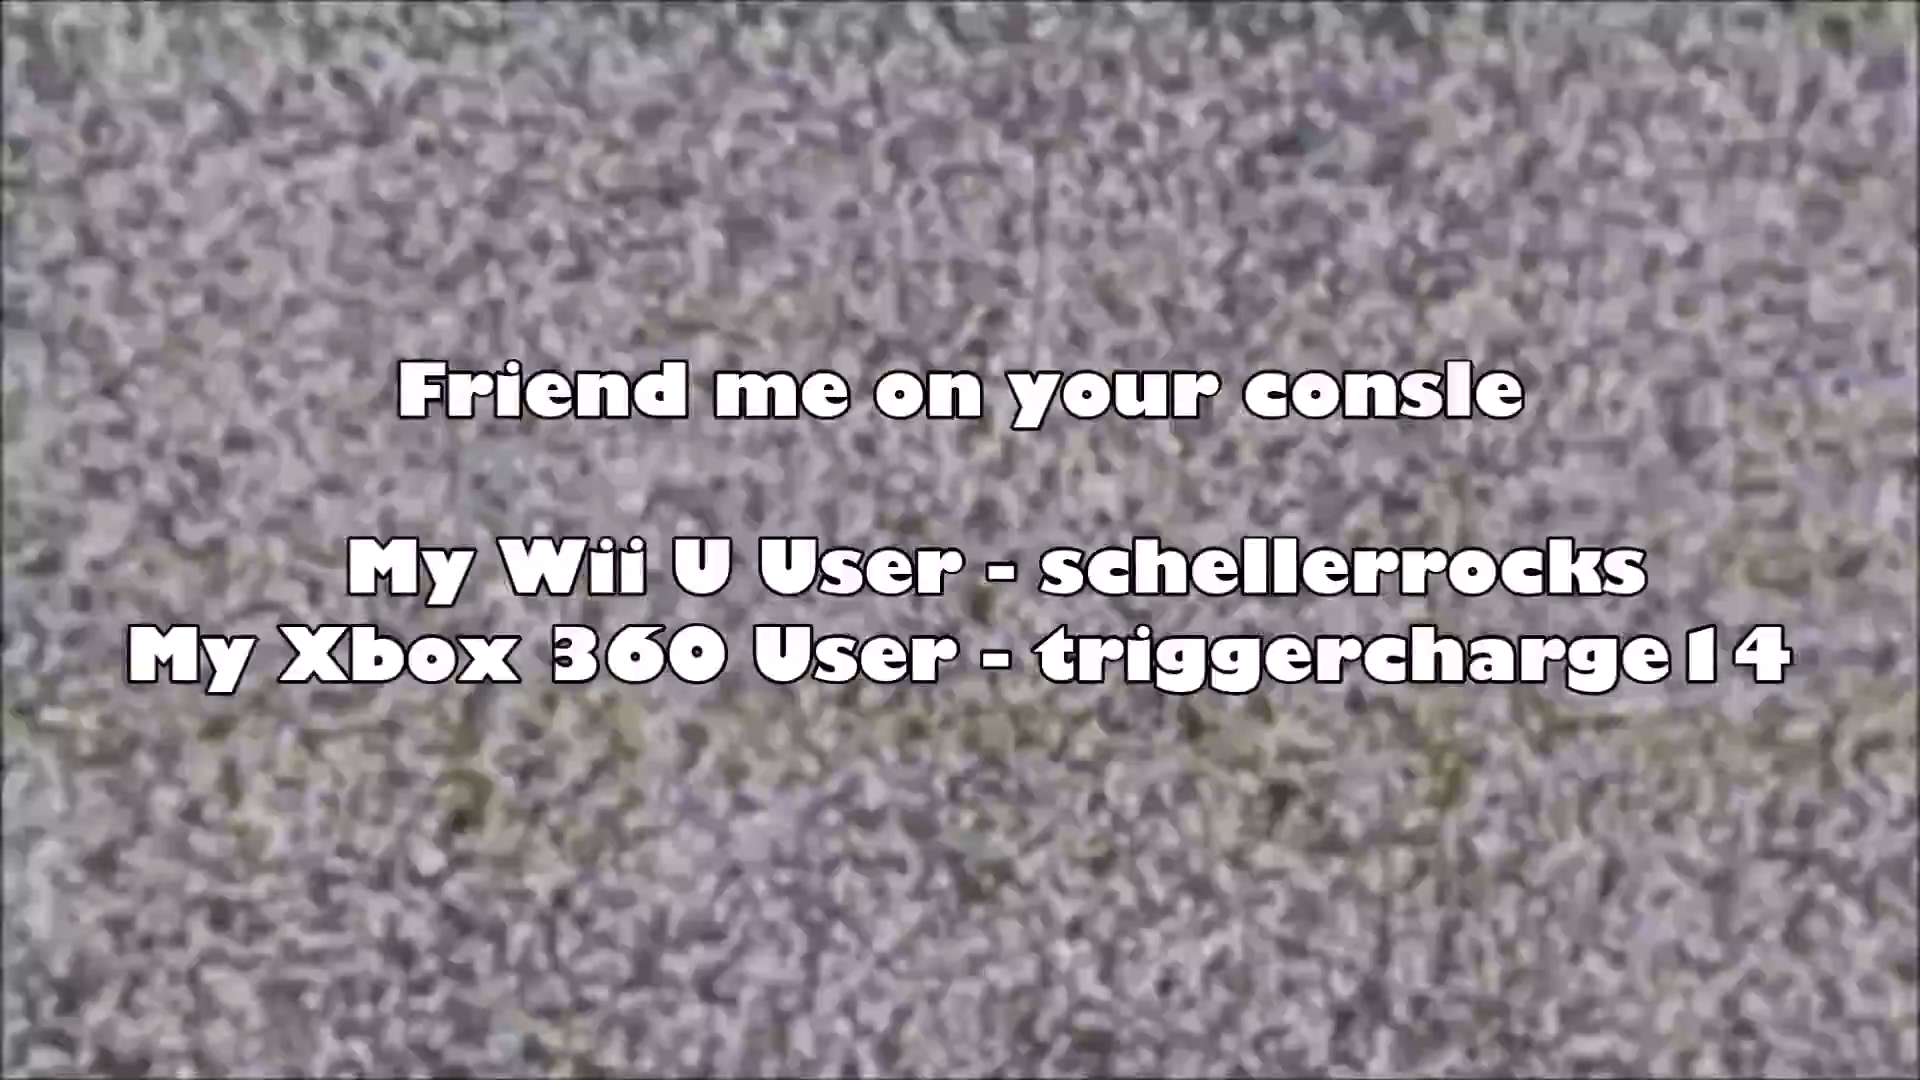 Friend me on your consle
My Wii U User - schellerrocks
My Xbox 360 User - triggercharge14